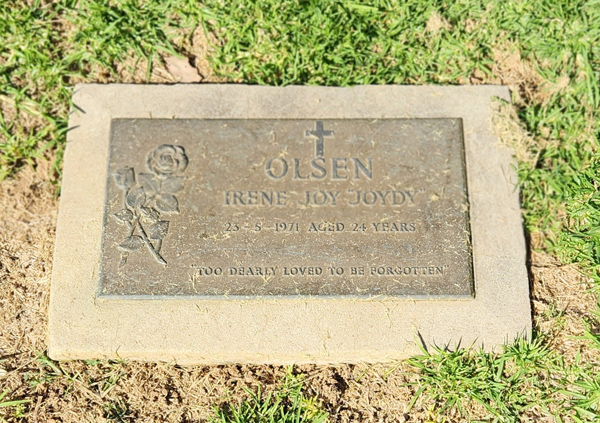 OLSEN
IRENE JOY JOYDY
23-5-1971 AGED 24 YEARS
"TOO DEARLY LOVED TO BE FORGOTTEN"